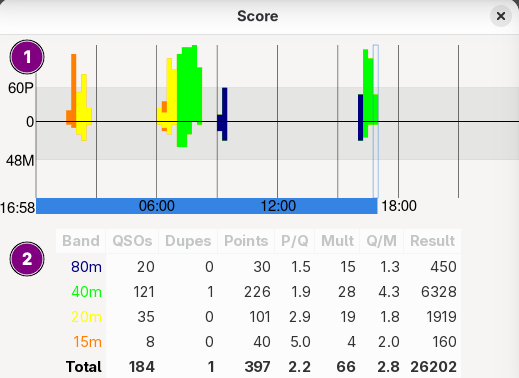 Score
1
60P
0
48M
16:58 06:00 12:00 18:00
2
Band QSOs Dupes Points P/Q Mult Q/M Result
80m 20 0 30 1.5 15 1.3 450
40m 121 1 226 1.9 28 4.3 6328
20m 35 0 101 2.9 19 1.8 1919
15m 8 0 40 5.0 4 2.0 160
Total 184 1 397 2.2 66 2.8 26202